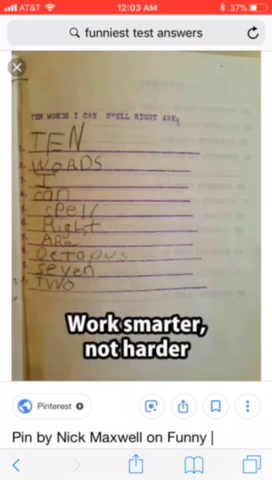 AT&T 12:03 AM 37%
funniest test answers
TEN WORDS I CAN SPELL RIGHT ARE:
TEN
WORDS
I
can
spell
Right
ARe
OcTopus
seven
Two
Work smarter,
not harder
Pinterest
Pin by Nick Maxwell on Funny |